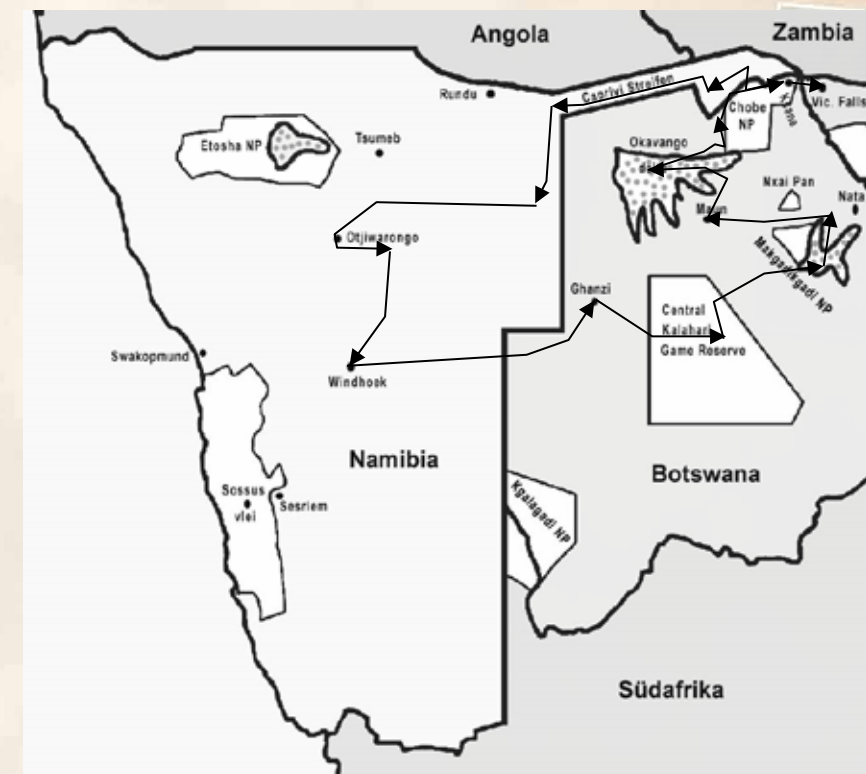 Angola
Zambia
Rundu
Caprivi Streifen
Vic. Falls
Chobe
NP
Etosha NP
Tsumeb
Okavango
Nxai Pan
Nata
Maun
Otjiwarongo
Makgadikgadi NP
Ghanzi
Central
Kalahari
Game Reserve
Swakopmund
Windhoek
Namibia
Botswana
Sossus
vlei
Sesriem
Kgalagadi NP
Südafrika